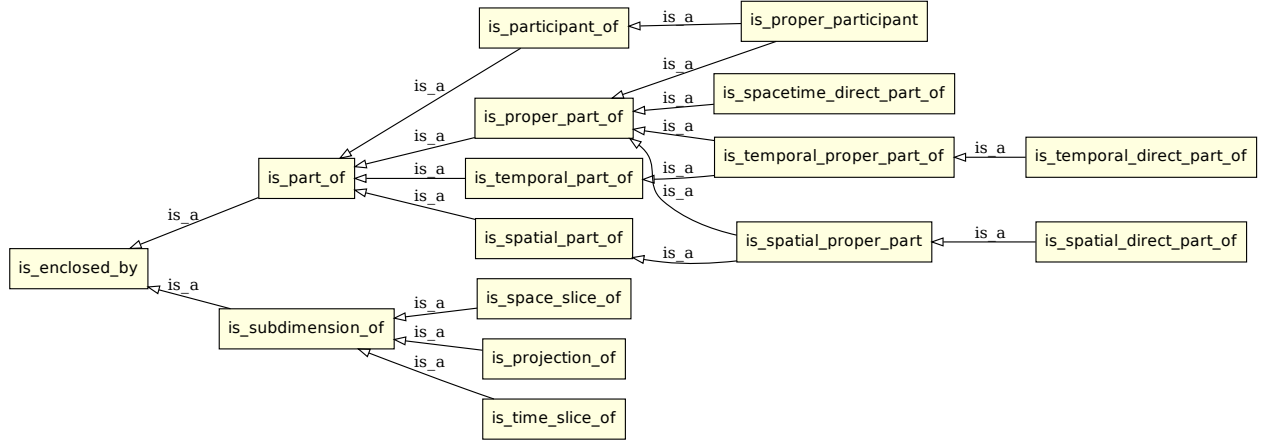 is_participant_of
is_a
is_proper_participant
is_a
is_a
is_spacetime_direct_part_of
is_a
is_proper_part_of
is_a
is_a
is_temporal_proper_part_of
is_a
is_temporal_direct_part_of
is_part_of
is_a
is_temporal_part_of
is_a
is_a
is_a
is_a
is_spatial_part_of
is_a
is_spatial_proper_part
is_a
is_spatial_direct_part_of
is_enclosed_by
is_a
is_subdimension_of
is_a
is_space_slice_of
is_a
is_projection_of
is_a
is_time_slice_of